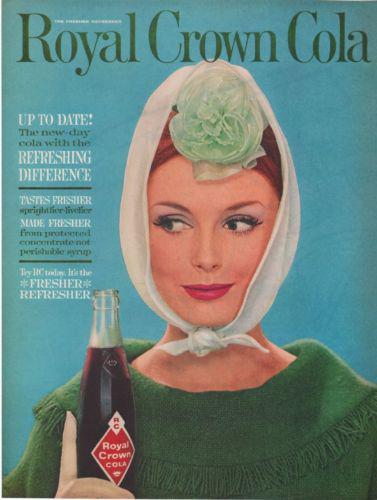 THE FRESHER REFRESHER
Royal Crown Cola
UP TO DATE!
The new-day
cola with the
REFRESHING
DIFFERENCE
TASTES FRESHER
sprightlier-livelier
MADE FRESHER
from protected
concentrate-not
perishable syrup
Try RC today. It's the
*FRESHER*
REFRESHER
RC
Royal
Crown
COLA